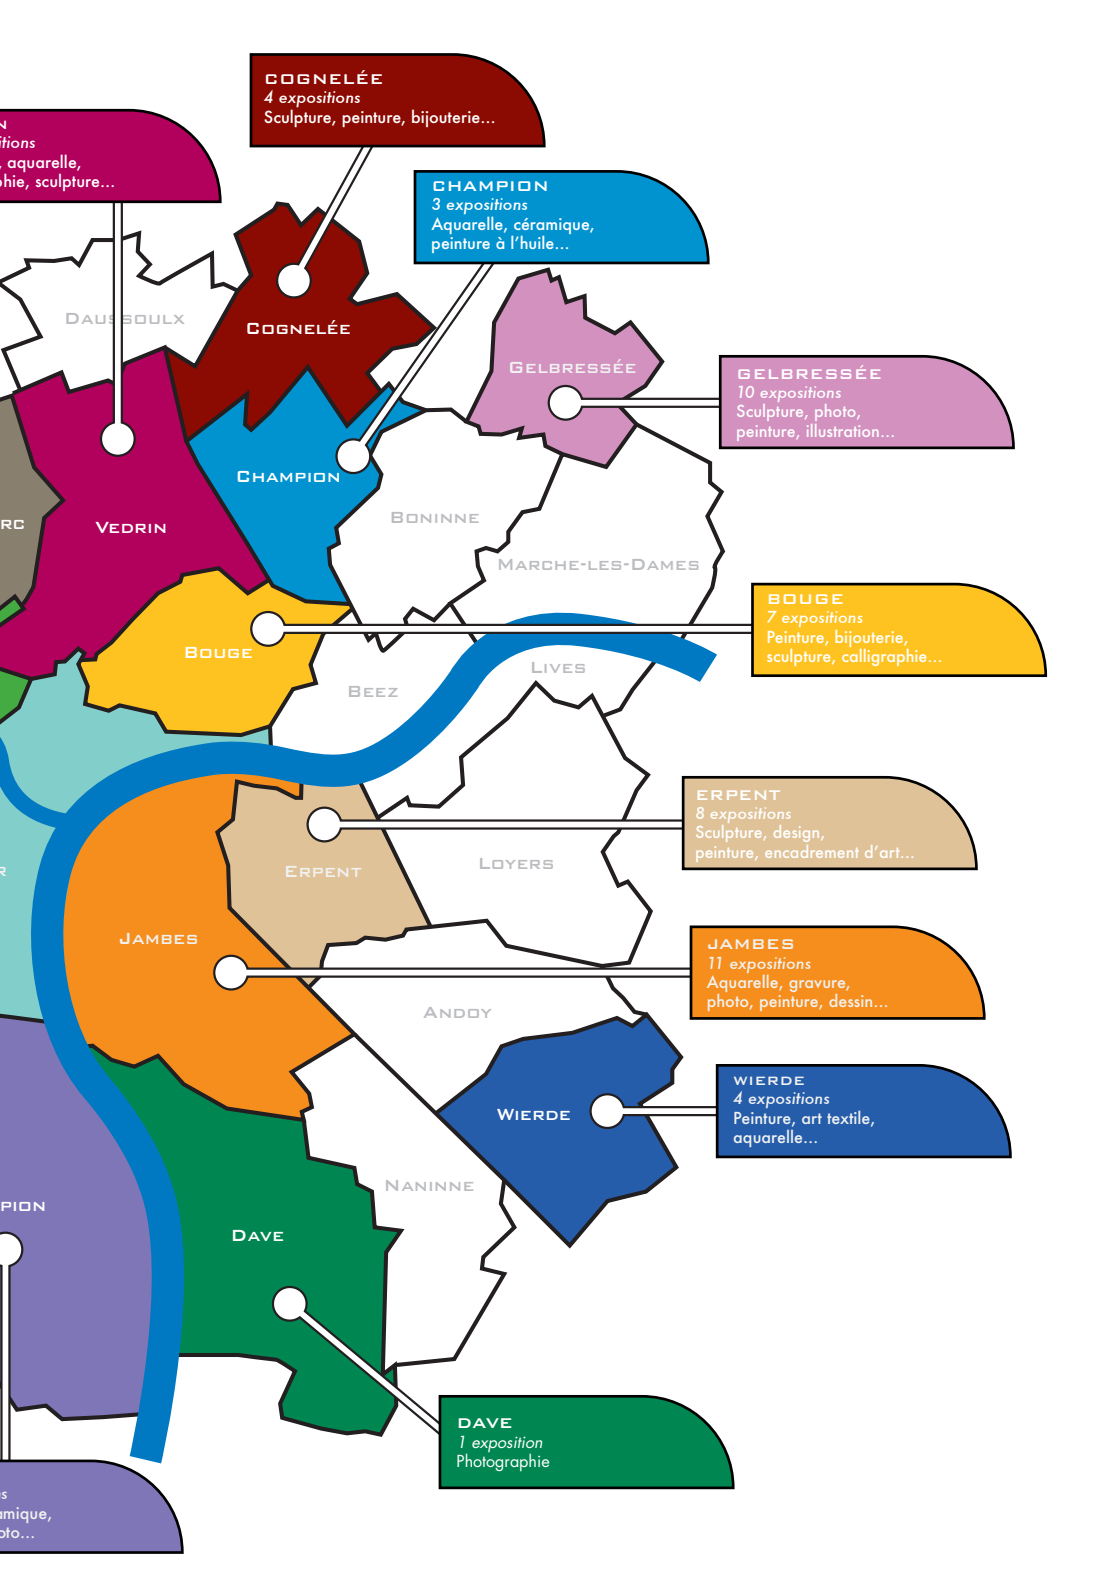 COGNELÉE
4 expositions
Sculpture, peinture, bijouterie...
N
itions
, aquarelle,
hie, sculpture...
CHAMPION
3 expositions
Aquarelle, céramique,
peinture à l'huile...
DAUSSOULX
COGNELÉE
GELBRESSÉE
GELBRESSÉE
10 expositions
Sculpture, photo,
peinture, illustration...
CHAMPION
VEDRIN
RC
BONINNE
MARCHE-LES-DAMES
BOUGE
7 expositions
Peinture, bijouterie,
sculpture, calligraphie...
BOUGE
LIVES
BEEZ
ERPENT
8 expositions
Sculpture, design,
peinture, encadrement d'art...
R
ERPENT
LOYERS
JAMBES
JAMBES
11 expositions
Aquarelle, gravure,
photo, peinture, dessin...
ANDOY
WIERDE
4 expositions
Peinture, art textile,
aquarelle...
WIERDE
NANINNE
PION
DAVE
DAVE
1 exposition
Photographie
s
amique,
oto...